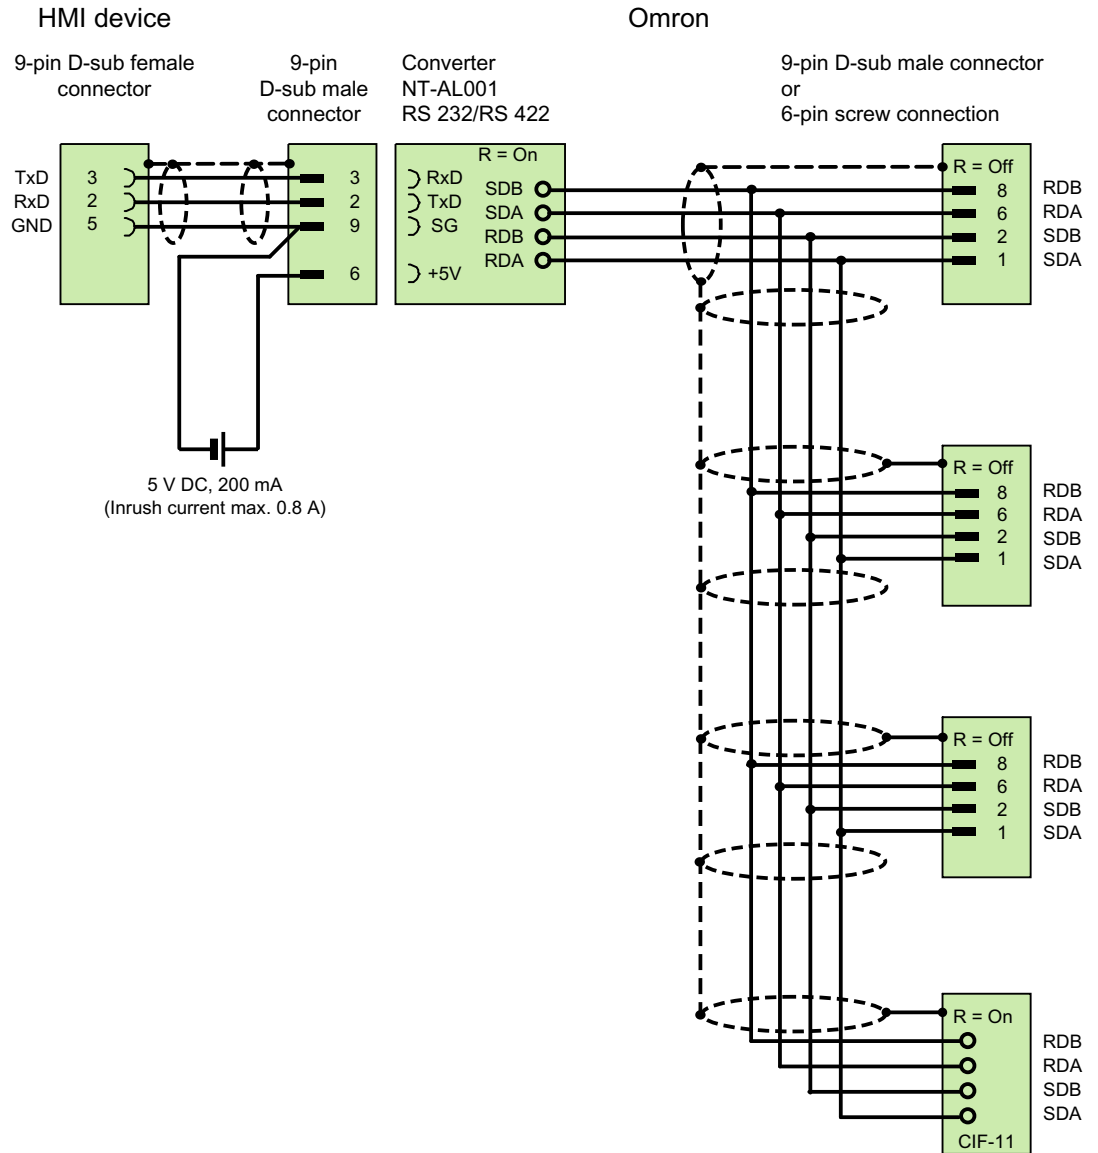 HMI device
Omron
9-pin D-sub female
connector
9-pin
D-sub male
connector
Converter
NT-AL001
RS 232/RS 422
9-pin D-sub male connector
or
6-pin screw connection
TxD 3
RxD 2
GND 5
3
2
9
6
R = On
RxD
TxD
SG
+5V
SDB
SDA
RDB
RDA
R = Off
8 RDB
6 RDA
2 SDB
1 SDA
5 V DC, 200 mA
(Inrush current max. 0.8 A)
R = Off
8 RDB
6 RDA
2 SDB
1 SDA
R = Off
8 RDB
6 RDA
2 SDB
1 SDA
R = On
RDB
RDA
SDB
SDA
CIF-11